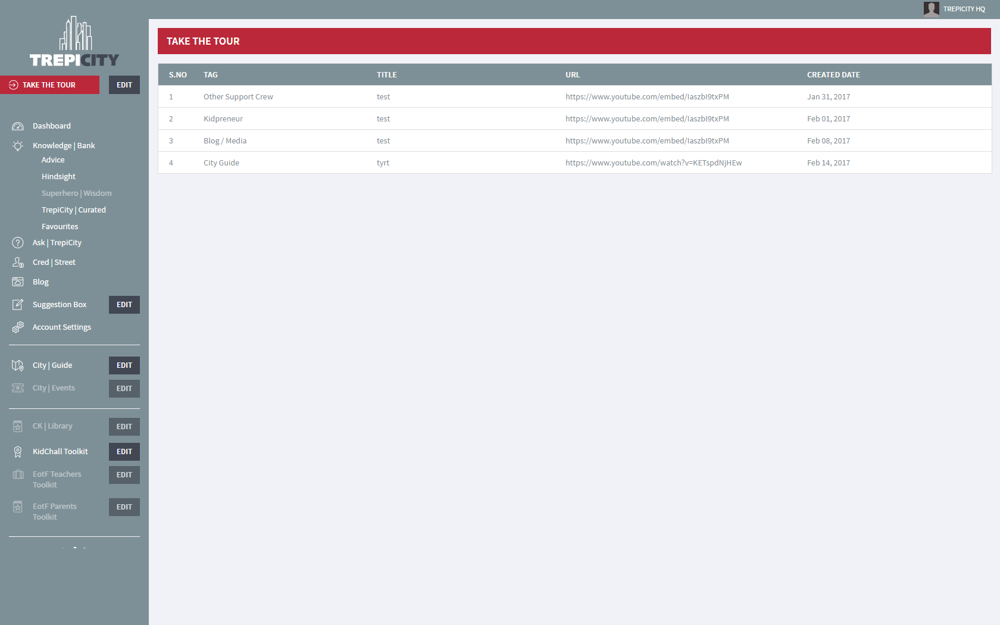 TREPICITY HQ
TREPICITY
TAKE THE TOUR
EDIT
Dashboard
Knowledge | Bank
Advice
Hindsight
Superhero | Wisdom
TrepiCity | Curated
Favourites
Ask | TrepiCity
Cred | Street
Blog
Suggestion Box
EDIT
Account Settings
City | Guide
EDIT
City | Events
EDIT
CK | Library
EDIT
KidChall Toolkit
EDIT
EotF Teachers
Toolkit
EDIT
EotF Parents
Toolkit
EDIT
TAKE THE TOUR
S.NO TAG TITLE URL CREATED DATE
1 Other Support Crew test https://www.youtube.com/embed/IaszbI9txPM Jan 31, 2017
2 Kidpreneur test https://www.youtube.com/embed/IaszbI9txPM Feb 01, 2017
3 Blog / Media test https://www.youtube.com/embed/IaszbI9txPM Feb 08, 2017
4 City Guide tyrt https://www.youtube.com/watch?v=KETspdNjHEw Feb 14, 2017